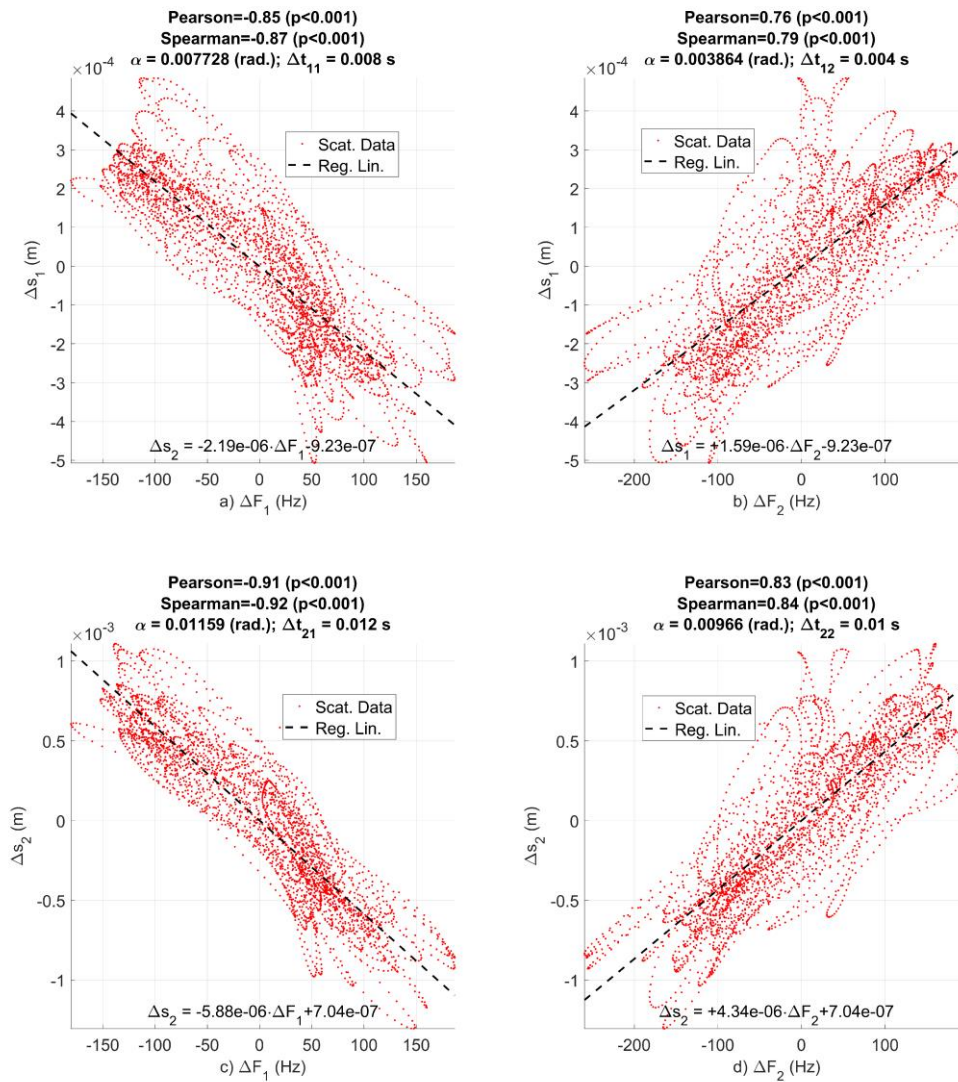 Pearson=-0.85 (p<0.001)
Spearman=-0.87 (p<0.001)
α = 0.007728 (rad.); Δt₁₁ = 0.008 s
×10⁻⁴
4
3
2
1
0
-1
-2
-3
-4
-5
Δs₁ (m)
Scat. Data
Reg. Lin.
Δs₂ = -2.19e-06·ΔF₁-9.23e-07
-150 -100 -50 0 50 100 150
a) ΔF₁ (Hz)
Pearson=0.76 (p<0.001)
Spearman=0.79 (p<0.001)
α = 0.003864 (rad.); Δt₁₂ = 0.004 s
×10⁻⁴
4
3
2
1
0
-1
-2
-3
-4
-5
Δs₁ (m)
Scat. Data
Reg. Lin.
Δs₁ = +1.59e-06·ΔF₂-9.23e-07
-200 -100 0 100
b) ΔF₂ (Hz)
Pearson=-0.91 (p<0.001)
Spearman=-0.92 (p<0.001)
α = 0.01159 (rad.); Δt₂₁ = 0.012 s
×10⁻³
1
0.5
0
-0.5
-1
Δs₂ (m)
Scat. Data
Reg. Lin.
Δs₂ = -5.88e-06·ΔF₁+7.04e-07
-150 -100 -50 0 50 100 150
c) ΔF₁ (Hz)
Pearson=0.83 (p<0.001)
Spearman=0.84 (p<0.001)
α = 0.00966 (rad.); Δt₂₂ = 0.01 s
×10⁻³
1
0.5
0
-0.5
-1
Δs₂ (m)
Scat. Data
Reg. Lin.
Δs₂ = +4.34e-06·ΔF₂+7.04e-07
-200 -100 0 100
d) ΔF₂ (Hz)